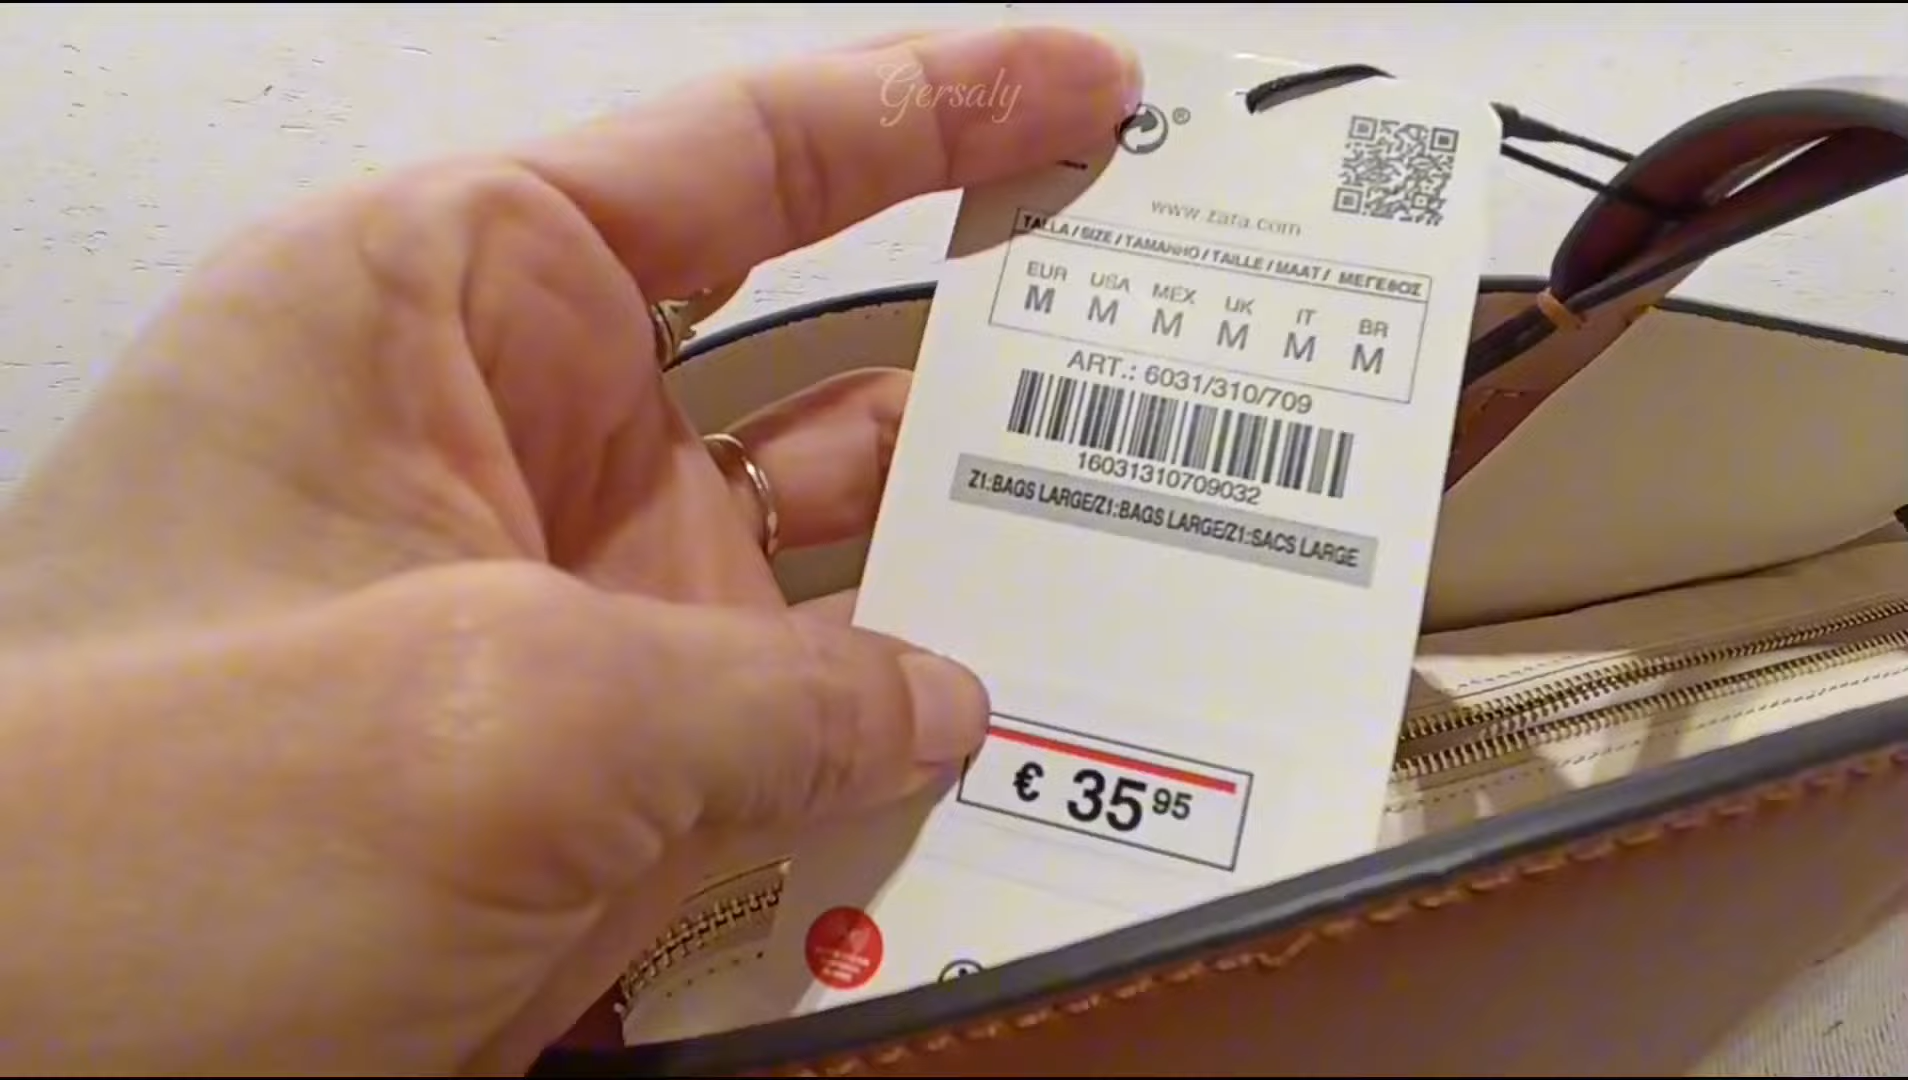 Gersaly
®
www.zara.com
TALLA / SIZE / TAMANHO / TAILLE / MAAT / ΜΕΓΕΘΟΣ
EUR USA MEX UK IT BR
M M M M M M
ART.: 6031/310/709
16031310709032
Z1:BAGS LARGE/Z1:BAGS LARGE/Z1:SACS LARGE
€ 35 95